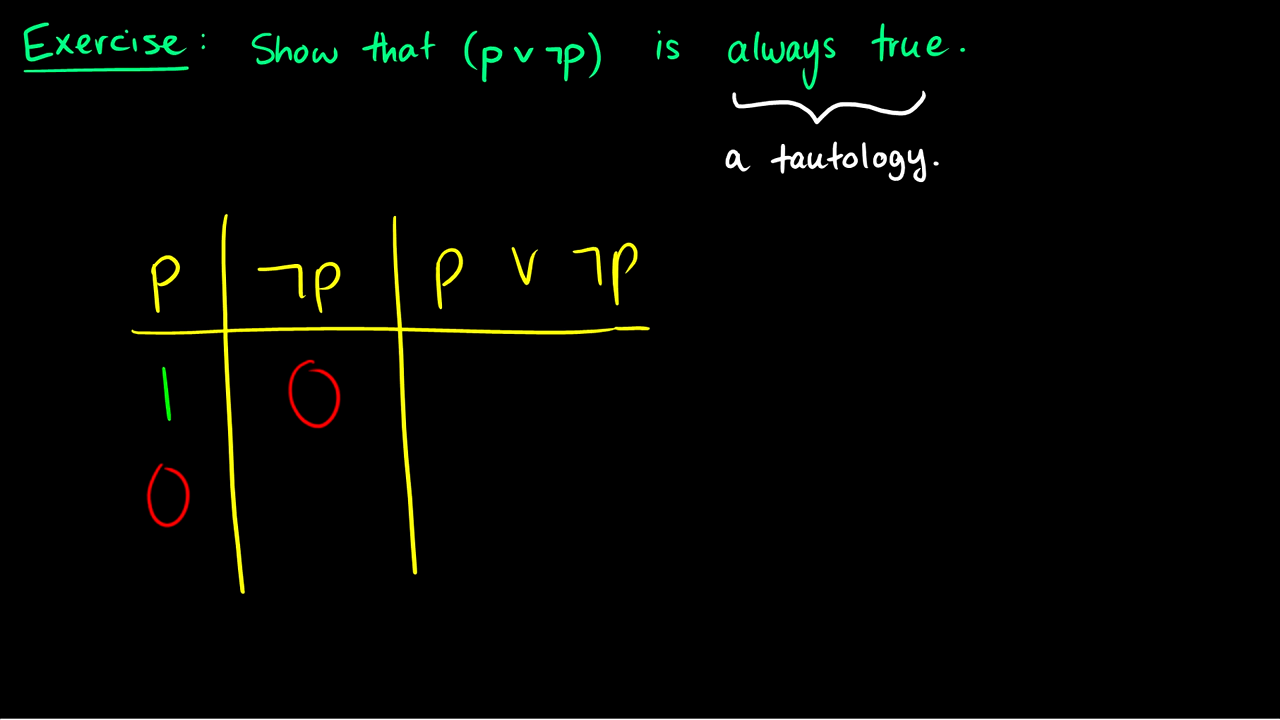 Exercise: Show that (p ∨ ¬p) is always true.
a tautology.
p ¬p p ∨ ¬p
1 0
0